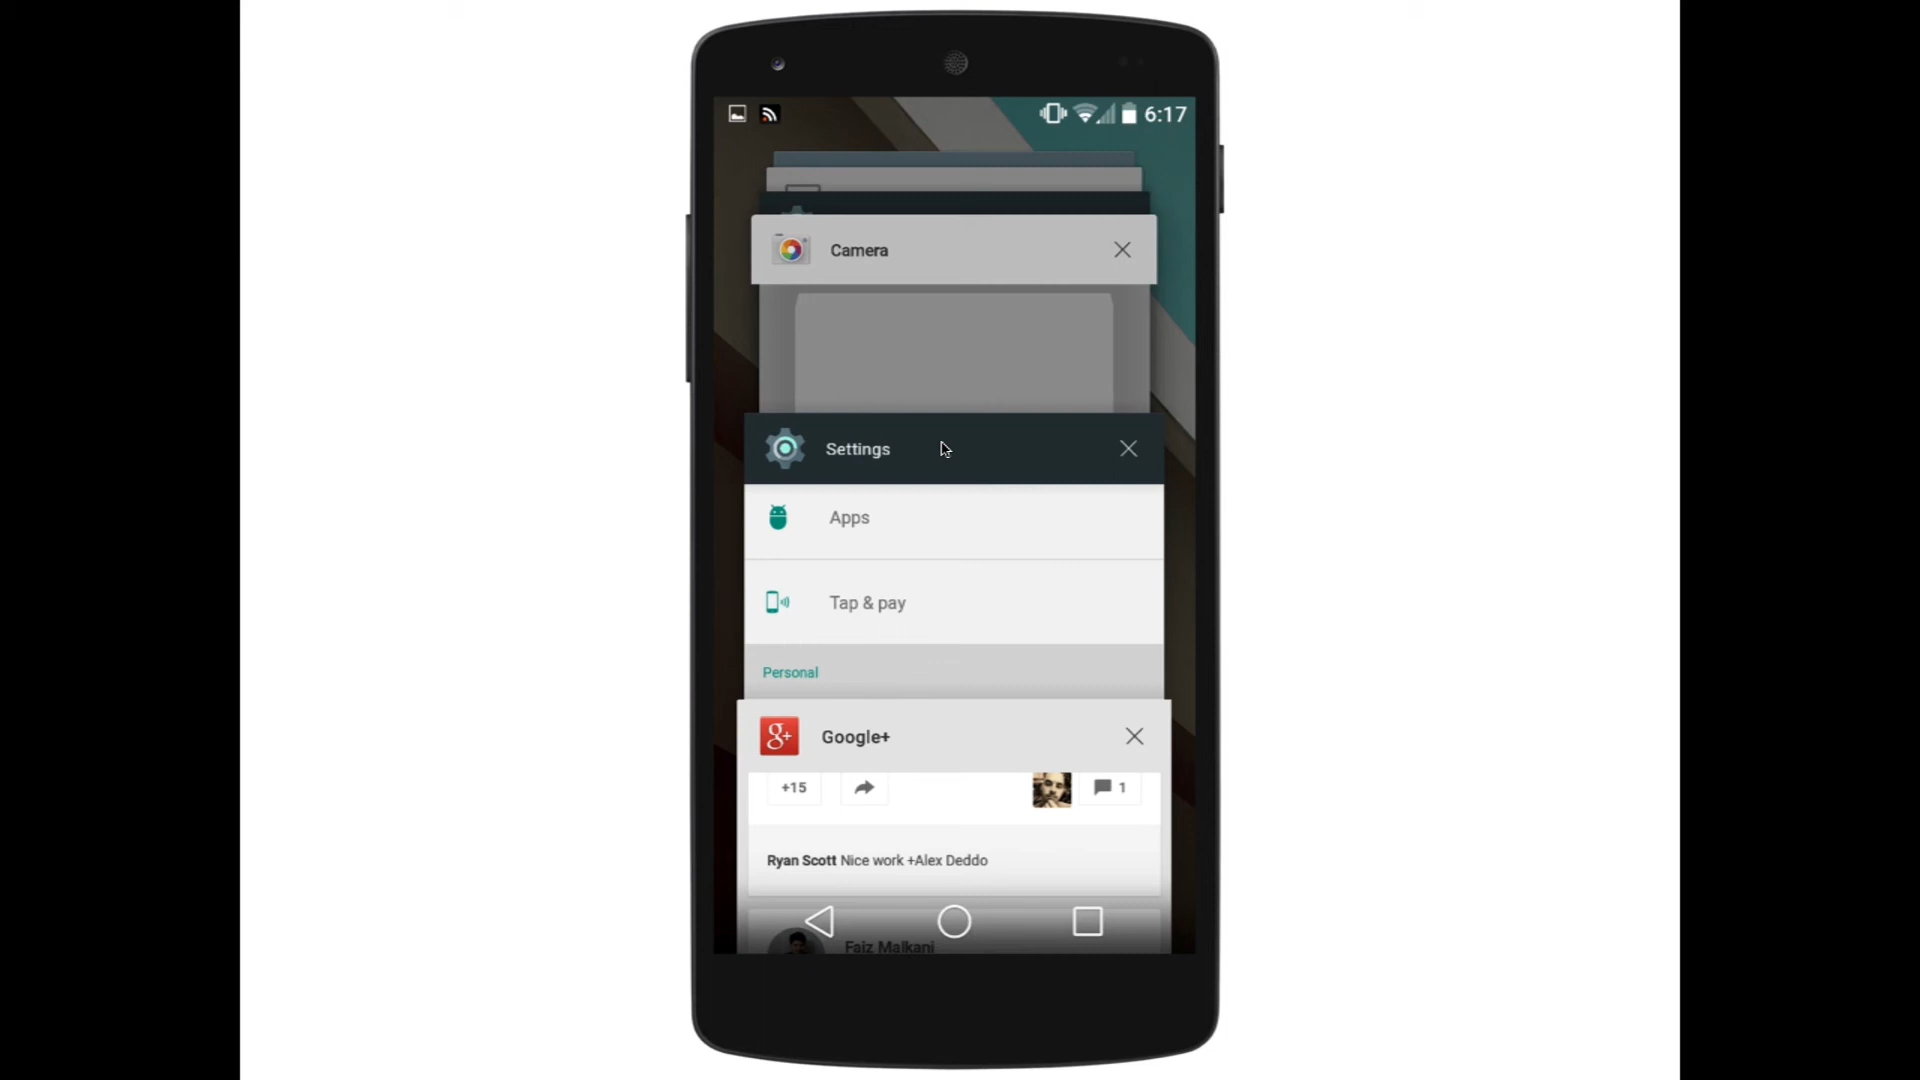 6:17
Camera
Settings
Apps
Tap & pay
Personal
g+ Google+
+15 1
Ryan Scott Nice work +Alex Deddo
Faiz Malkani